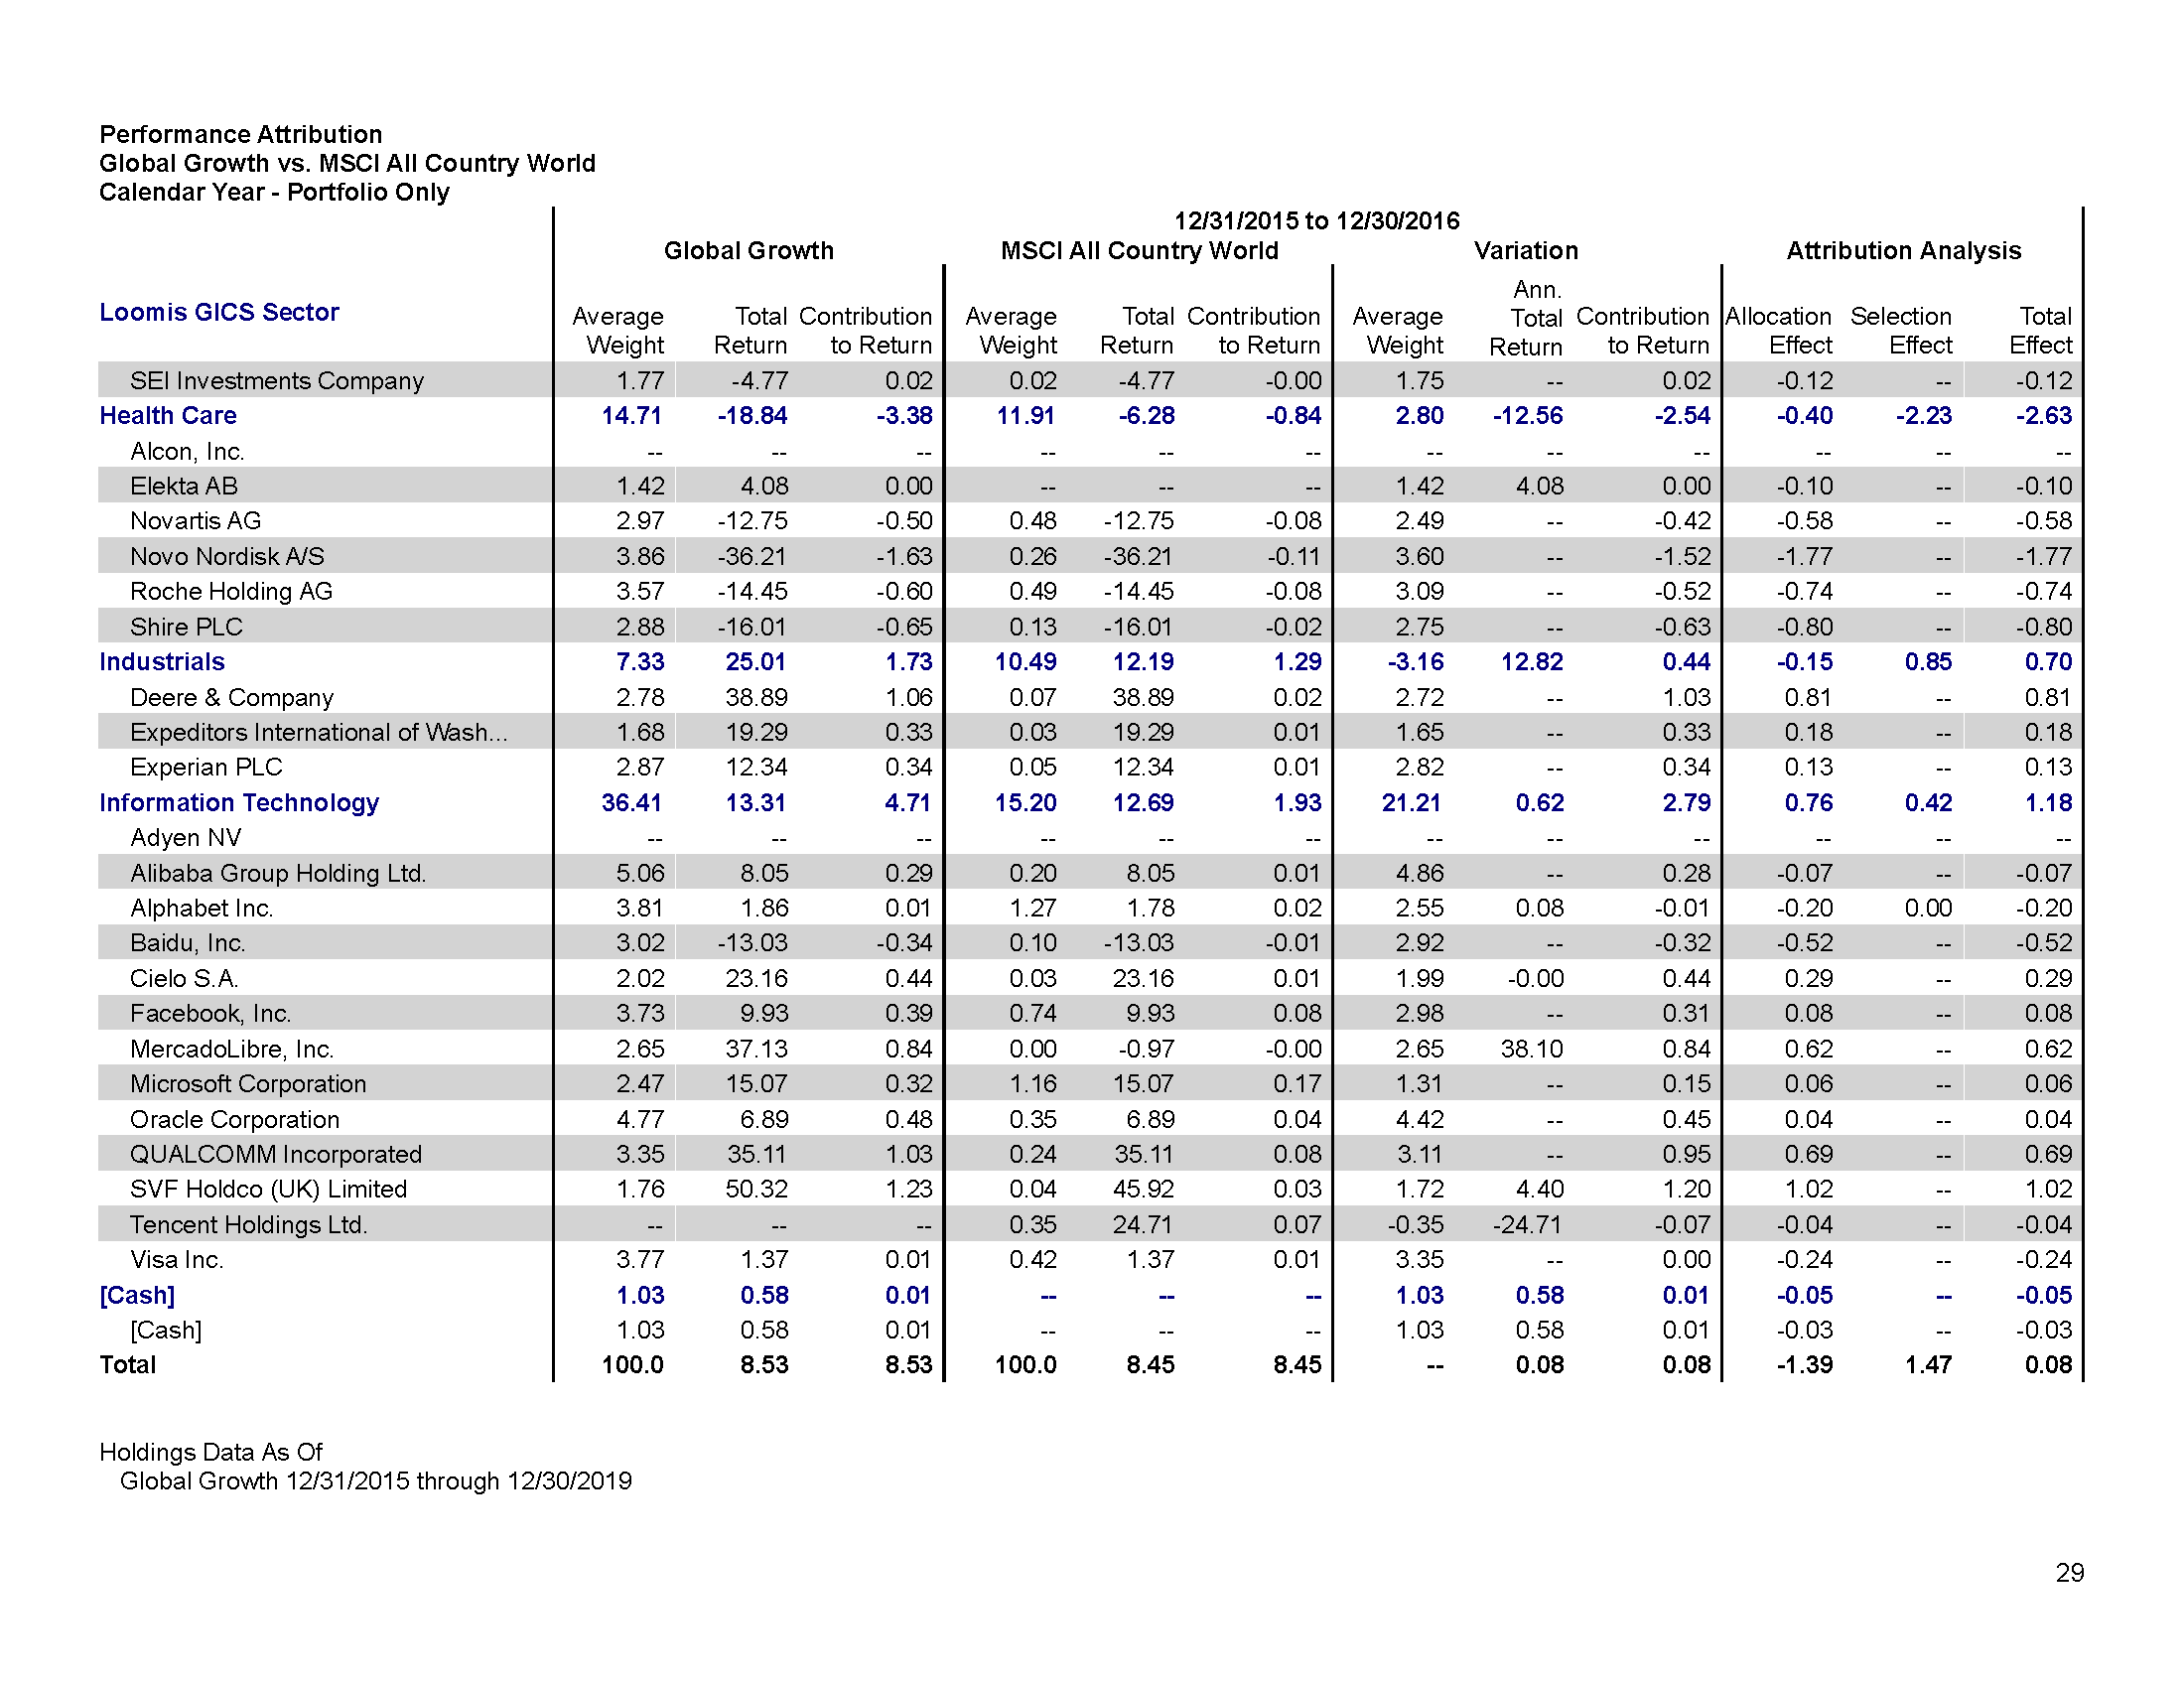 Performance Attribution
Global Growth vs. MSCI All Country World
Calendar Year - Portfolio Only
12/31/2015 to 12/30/2016
Global Growth MSCI All Country World Variation Attribution Analysis
Loomis GICS Sector Average Weight Total Return Contribution to Return Average Weight Total Return Contribution to Return Average Weight Ann. Total Return Contribution to Return Allocation Effect Selection Effect Total Effect
SEI Investments Company 1.77 -4.77 0.02 0.02 -4.77 -0.00 1.75 -- 0.02 -0.12 -- -0.12
Health Care 14.71 -18.84 -3.38 11.91 -6.28 -0.84 2.80 -12.56 -2.54 -0.40 -2.23 -2.63
Alcon, Inc. -- -- -- -- -- -- -- -- -- -- -- --
Elekta AB 1.42 4.08 0.00 -- -- -- 1.42 4.08 0.00 -0.10 -- -0.10
Novartis AG 2.97 -12.75 -0.50 0.48 -12.75 -0.08 2.49 -- -0.42 -0.58 -- -0.58
Novo Nordisk A/S 3.86 -36.21 -1.63 0.26 -36.21 -0.11 3.60 -- -1.52 -1.77 -- -1.77
Roche Holding AG 3.57 -14.45 -0.60 0.49 -14.45 -0.08 3.09 -- -0.52 -0.74 -- -0.74
Shire PLC 2.88 -16.01 -0.65 0.13 -16.01 -0.02 2.75 -- -0.63 -0.80 -- -0.80
Industrials 7.33 25.01 1.73 10.49 12.19 1.29 -3.16 12.82 0.44 -0.15 0.85 0.70
Deere & Company 2.78 38.89 1.06 0.07 38.89 0.02 2.72 -- 1.03 0.81 -- 0.81
Expeditors International of Wash... 1.68 19.29 0.33 0.03 19.29 0.01 1.65 -- 0.33 0.18 -- 0.18
Experian PLC 2.87 12.34 0.34 0.05 12.34 0.01 2.82 -- 0.34 0.13 -- 0.13
Information Technology 36.41 13.31 4.71 15.20 12.69 1.93 21.21 0.62 2.79 0.76 0.42 1.18
Adyen NV -- -- -- -- -- -- -- -- -- -- -- --
Alibaba Group Holding Ltd. 5.06 8.05 0.29 0.20 8.05 0.01 4.86 -- 0.28 -0.07 -- -0.07
Alphabet Inc. 3.81 1.86 0.01 1.27 1.78 0.02 2.55 0.08 -0.01 -0.20 0.00 -0.20
Baidu, Inc. 3.02 -13.03 -0.34 0.10 -13.03 -0.01 2.92 -- -0.32 -0.52 -- -0.52
Cielo S.A. 2.02 23.16 0.44 0.03 23.16 0.01 1.99 -0.00 0.44 0.29 -- 0.29
Facebook, Inc. 3.73 9.93 0.39 0.74 9.93 0.08 2.98 -- 0.31 0.08 -- 0.08
MercadoLibre, Inc. 2.65 37.13 0.84 0.00 -0.97 -0.00 2.65 38.10 0.84 0.62 -- 0.62
Microsoft Corporation 2.47 15.07 0.32 1.16 15.07 0.17 1.31 -- 0.15 0.06 -- 0.06
Oracle Corporation 4.77 6.89 0.48 0.35 6.89 0.04 4.42 -- 0.45 0.04 -- 0.04
QUALCOMM Incorporated 3.35 35.11 1.03 0.24 35.11 0.08 3.11 -- 0.95 0.69 -- 0.69
SVF Holdco (UK) Limited 1.76 50.32 1.23 0.04 45.92 0.03 1.72 4.40 1.20 1.02 -- 1.02
Tencent Holdings Ltd. -- -- -- 0.35 24.71 0.07 -0.35 -24.71 -0.07 -0.04 -- -0.04
Visa Inc. 3.77 1.37 0.01 0.42 1.37 0.01 3.35 -- 0.00 -0.24 -- -0.24
[Cash] 1.03 0.58 0.01 -- -- -- 1.03 0.58 0.01 -0.05 -- -0.05
[Cash] 1.03 0.58 0.01 -- -- -- 1.03 0.58 0.01 -0.03 -- -0.03
Total 100.0 8.53 8.53 100.0 8.45 8.45 -- 0.08 0.08 -1.39 1.47 0.08
Holdings Data As Of
Global Growth 12/31/2015 through 12/30/2019
29